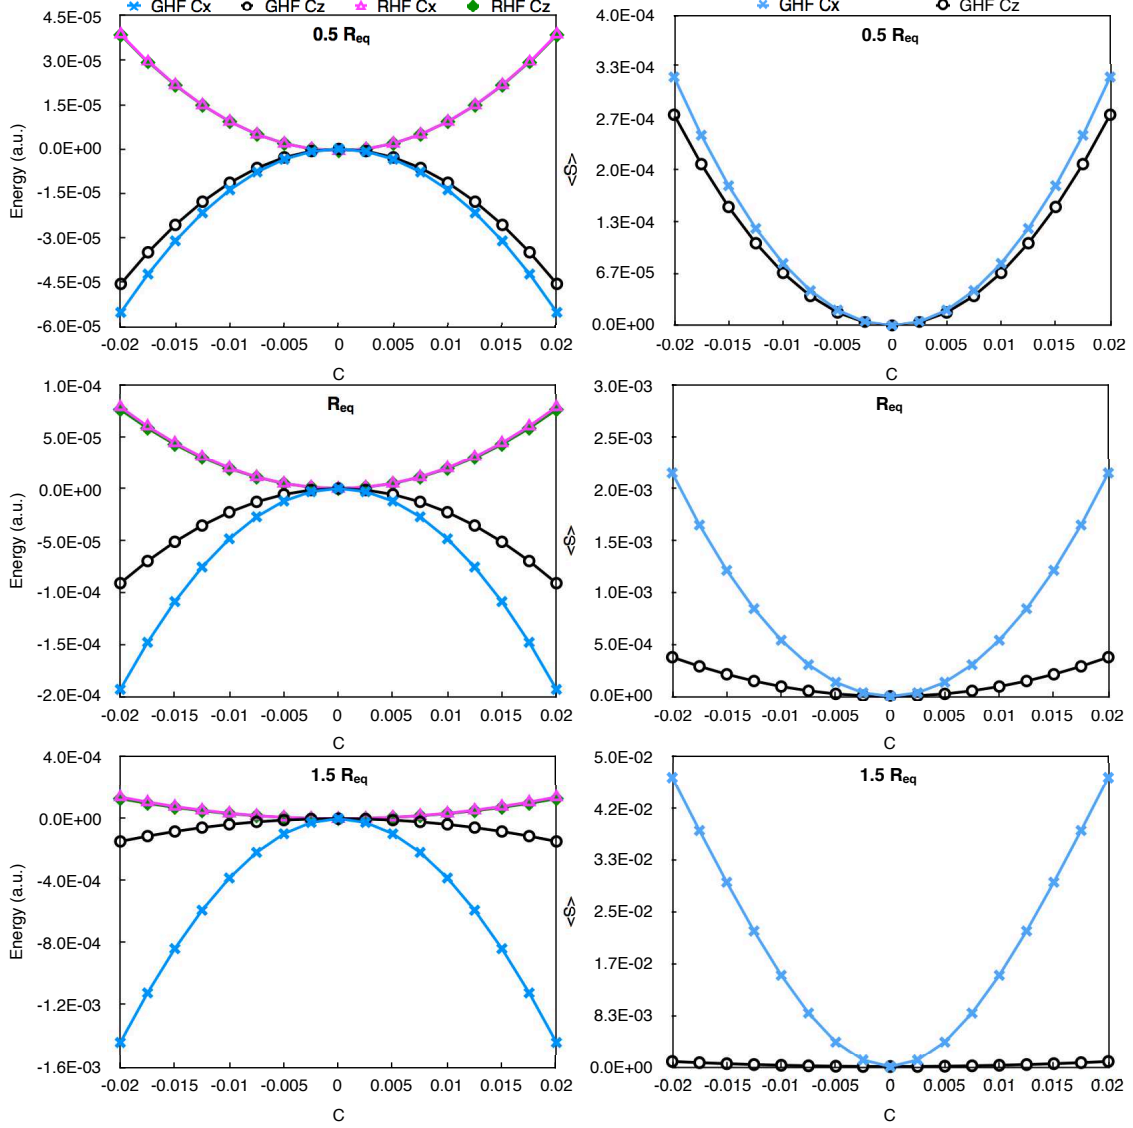 GHF Cx GHF Cz RHF Cx RHF Cz
0.5 Req
Energy (a.u.)
4.5E-05
3.0E-05
1.5E-05
0.0E+00
-1.5E-05
-3.0E-05
-4.5E-05
-6.0E-05
-0.02 -0.015 -0.01 -0.005 0 0.005 0.01 0.015 0.02
C
GHF Cx GHF Cz
0.5 Req
<S>
4.0E-04
3.3E-04
2.7E-04
2.0E-04
1.3E-04
6.7E-05
0.0E+00
-0.02 -0.015 -0.01 -0.005 0 0.005 0.01 0.015 0.02
C
Req
Energy (a.u.)
1.0E-04
5.0E-05
0.0E+00
-5.0E-05
-1.0E-04
-1.5E-04
-2.0E-04
-0.02 -0.015 -0.01 -0.005 0 0.005 0.01 0.015 0.02
C
Req
<S>
3.0E-03
2.5E-03
2.0E-03
1.5E-03
1.0E-03
5.0E-04
0.0E+00
-0.02 -0.015 -0.01 -0.005 0 0.005 0.01 0.015 0.02
C
1.5 Req
Energy (a.u.)
4.0E-04
0.0E+00
-4.0E-04
-8.0E-04
-1.2E-03
-1.6E-03
-0.02 -0.015 -0.01 -0.005 0 0.005 0.01 0.015 0.02
C
1.5 Req
<S>
5.0E-02
4.2E-02
3.3E-02
2.5E-02
1.7E-02
8.3E-03
0.0E+00
-0.02 -0.015 -0.01 -0.005 0 0.005 0.01 0.015 0.02
C